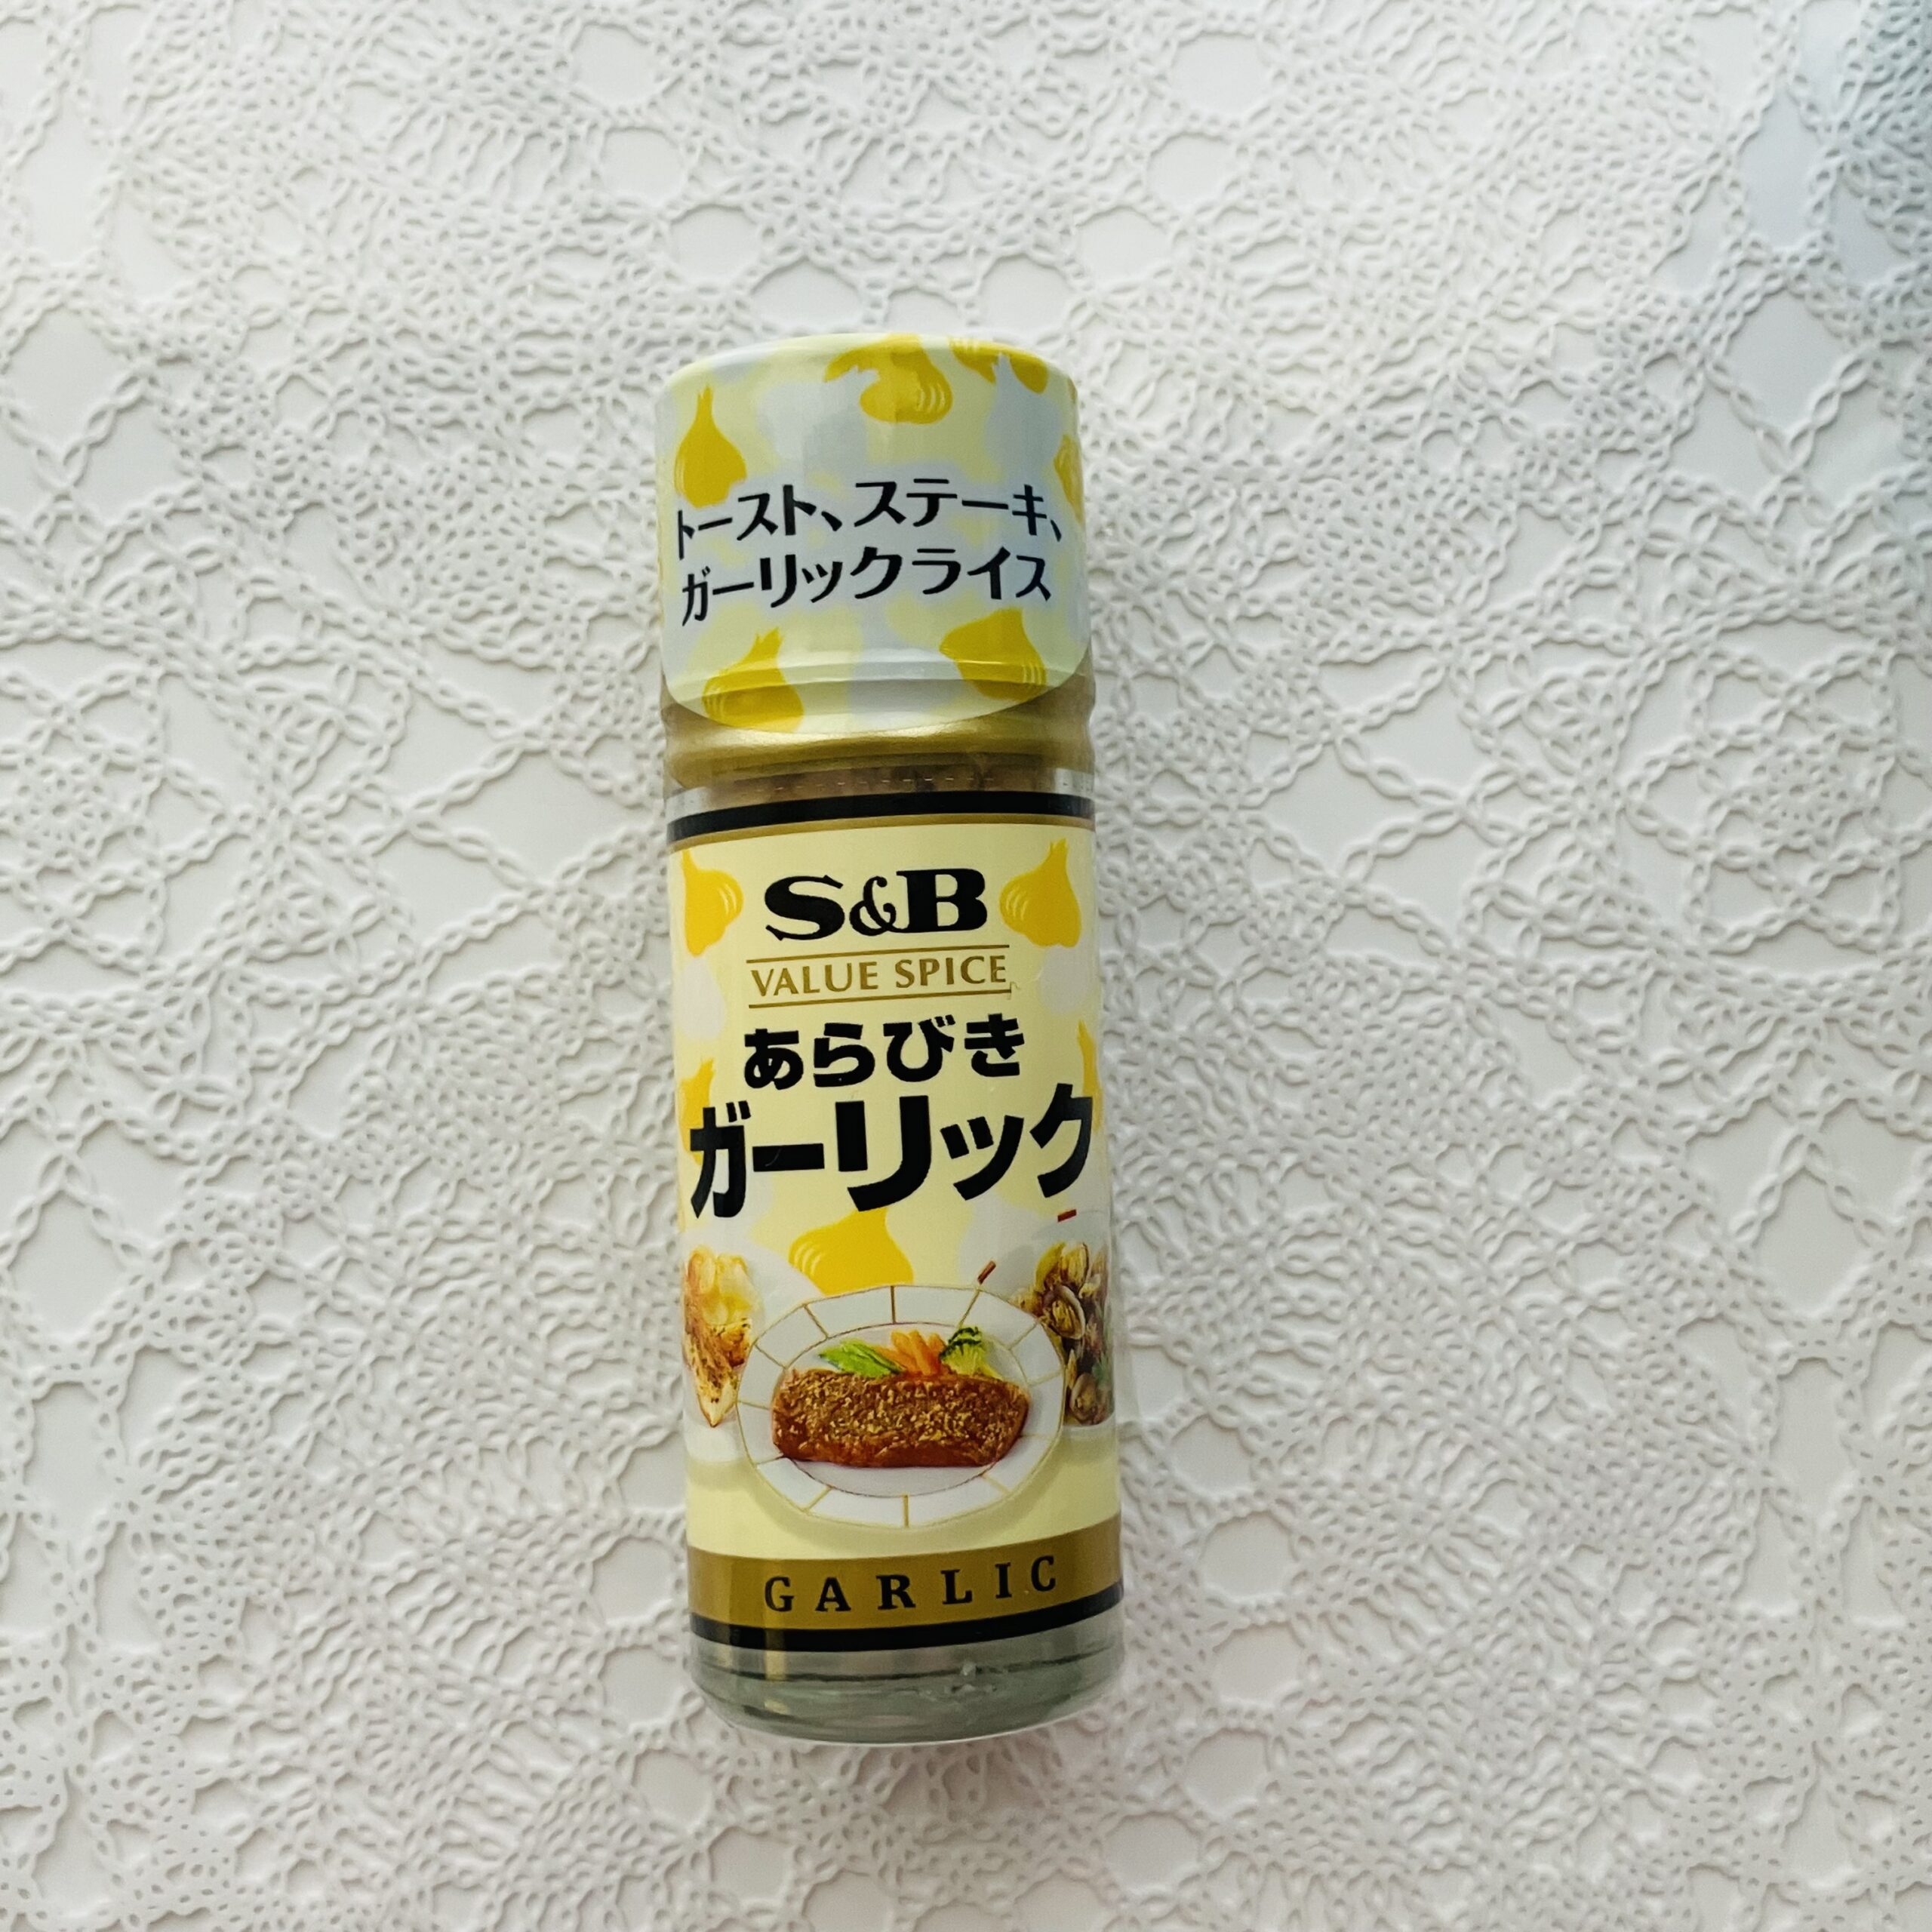 トースト、ステーキ、
ガーリックライス
S&B
VALUE SPICE
あらびき
ガーリック
GARLIC